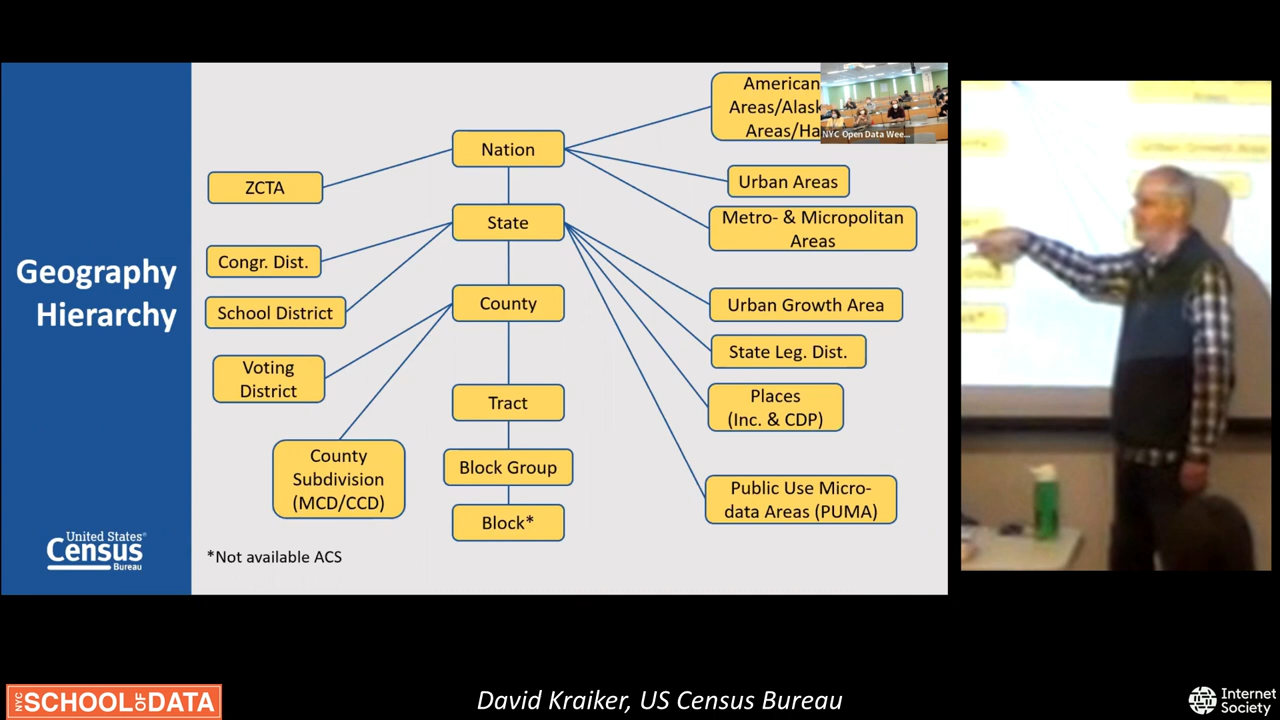 Geography
Hierarchy
United States®
Census
Bureau
Nation
State
County
Tract
Block Group
Block*
ZCTA
Congr. Dist.
School District
Voting
District
County
Subdivision
(MCD/CCD)
*Not available ACS
American
Areas/Alask
Areas/Ha
NYC Open Data Wee...
Urban Areas
Metro- & Micropolitan
Areas
Urban Growth Area
State Leg. Dist.
Places
(Inc. & CDP)
Public Use Micro-
data Areas (PUMA)
Urban Growth Area
NYC SCHOOL OF DATA
David Kraiker, US Census Bureau
Internet
Society